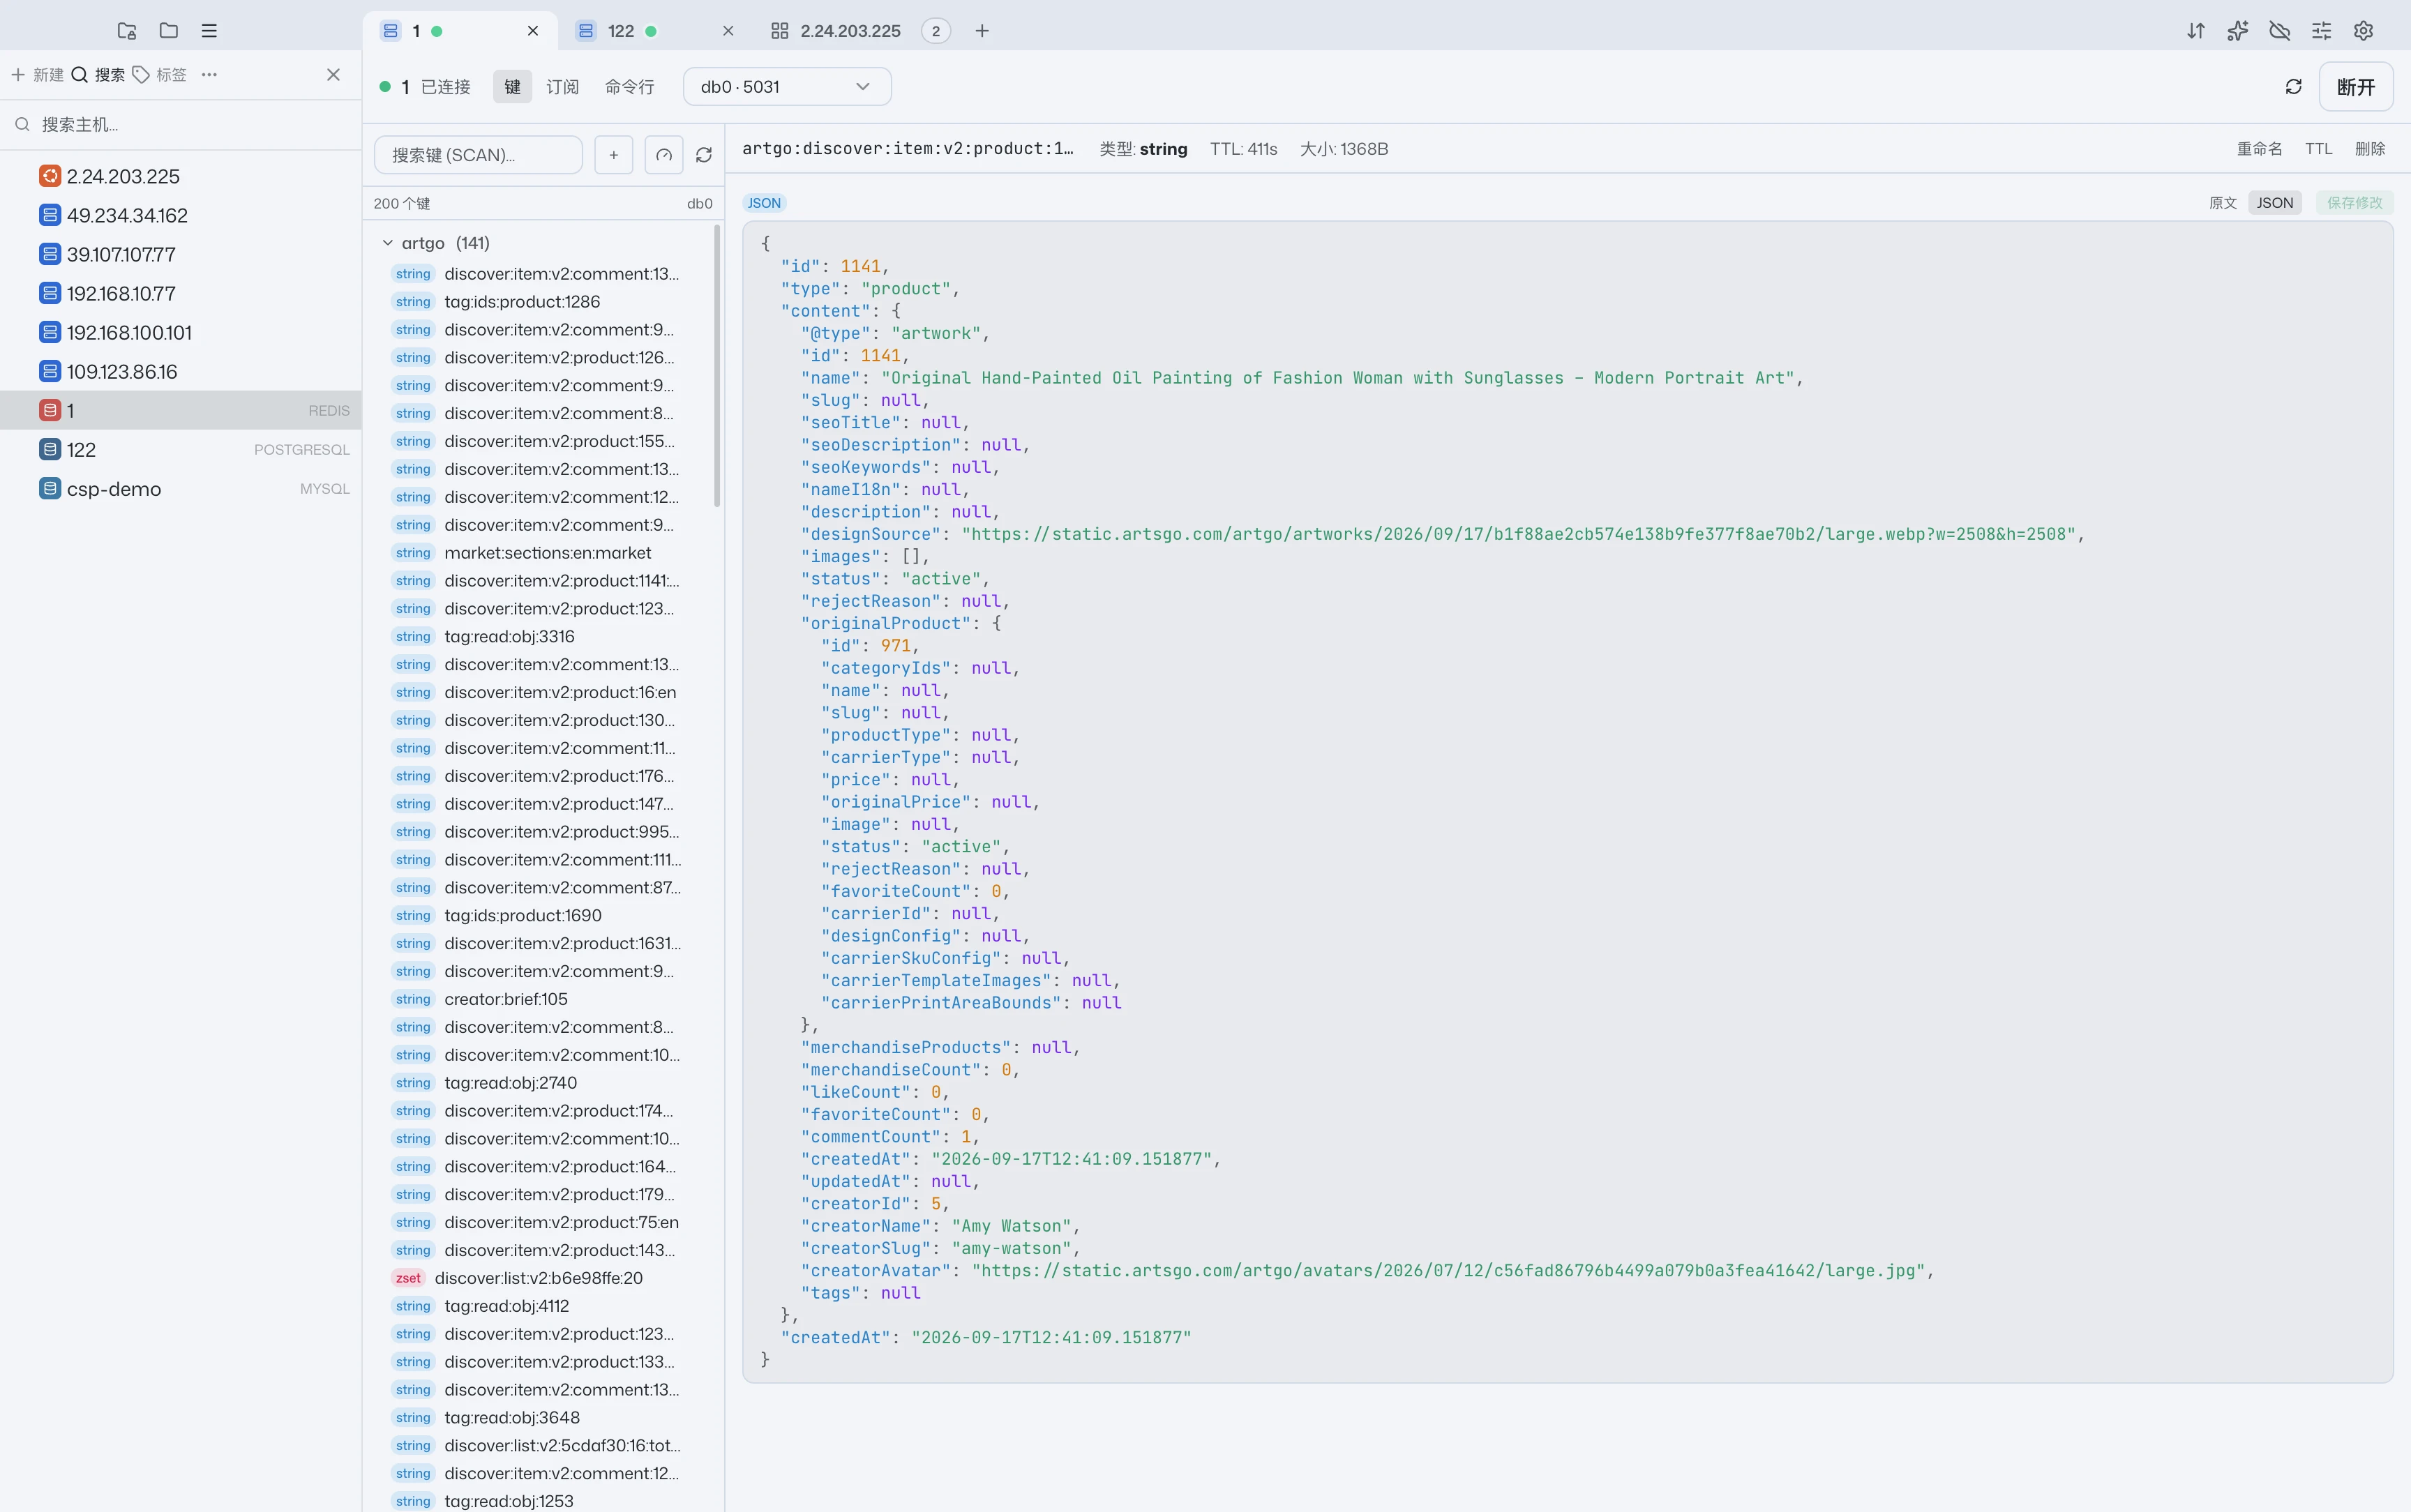 1
122
2.24.203.225
2
新建
搜索
标签
搜索主机...
2.24.203.225
49.234.34.162
39.107.107.77
192.168.10.77
192.168.100.101
109.123.86.16
1 REDIS
122 POSTGRESQL
csp-demo MYSQL
1 已连接 键 订阅 命令行 db0 · 5031
断开
搜索键 (SCAN)...
+
200 个键 db0
artgo (141)
string discover:item:v2:comment:13...
string tag:ids:product:1286
string discover:item:v2:comment:9...
string discover:item:v2:product:126...
string discover:item:v2:comment:9...
string discover:item:v2:comment:8...
string discover:item:v2:product:155...
string discover:item:v2:comment:13...
string discover:item:v2:comment:12...
string discover:item:v2:comment:9...
string market:sections:en:market
string discover:item:v2:product:1141:...
string discover:item:v2:product:123...
string tag:read:obj:3316
string discover:item:v2:comment:13...
string discover:item:v2:product:16:en
string discover:item:v2:product:130...
string discover:item:v2:comment:11...
string discover:item:v2:product:176...
string discover:item:v2:product:147...
string discover:item:v2:product:995...
string discover:item:v2:comment:111...
string discover:item:v2:comment:87...
string tag:ids:product:1690
string discover:item:v2:product:1631...
string discover:item:v2:comment:9...
string creator:brief:105
string discover:item:v2:comment:8...
string discover:item:v2:comment:10...
string tag:read:obj:2740
string discover:item:v2:product:174...
string discover:item:v2:comment:10...
string discover:item:v2:product:164...
string discover:item:v2:product:179...
string discover:item:v2:product:75:en
string discover:item:v2:product:143...
zset discover:list:v2:b6e98ffe:20
string tag:read:obj:4112
string discover:item:v2:product:123...
string discover:item:v2:product:133...
string discover:item:v2:comment:13...
string tag:read:obj:3648
string discover:list:v2:5cdaf30:16:tot...
string discover:item:v2:comment:12...
string tag:read:obj:1253
artgo:discover:item:v2:product:1... 类型: string TTL: 411s 大小: 1368B
重命名 TTL 删除
JSON
原文 JSON 保存修改
{
"id": 1141,
"type": "product",
"content": {
"@type": "artwork",
"id": 1141,
"name": "Original Hand-Painted Oil Painting of Fashion Woman with Sunglasses – Modern Portrait Art",
"slug": null,
"seoTitle": null,
"seoDescription": null,
"seoKeywords": null,
"nameI18n": null,
"description": null,
"designSource": "https://static.artsgo.com/artgo/artworks/2026/09/17/b1f88ae2cb574e138b9fe377f8ae70b2/large.webp?w=2508&h=2508",
"images": [],
"status": "active",
"rejectReason": null,
"originalProduct": {
"id": 971,
"categoryIds": null,
"name": null,
"slug": null,
"productType": null,
"carrierType": null,
"price": null,
"originalPrice": null,
"image": null,
"status": "active",
"rejectReason": null,
"favoriteCount": 0,
"carrierId": null,
"designConfig": null,
"carrierSkuConfig": null,
"carrierTemplateImages": null,
"carrierPrintAreaBounds": null
},
"merchandiseProducts": null,
"merchandiseCount": 0,
"likeCount": 0,
"favoriteCount": 0,
"commentCount": 1,
"createdAt": "2026-09-17T12:41:09.151877",
"updatedAt": null,
"creatorId": 5,
"creatorName": "Amy Watson",
"creatorSlug": "amy-watson",
"creatorAvatar": "https://static.artsgo.com/artgo/avatars/2026/07/12/c56fad86796b4499a079b0a3fea41642/large.jpg",
"tags": null
},
"createdAt": "2026-09-17T12:41:09.151877"
}